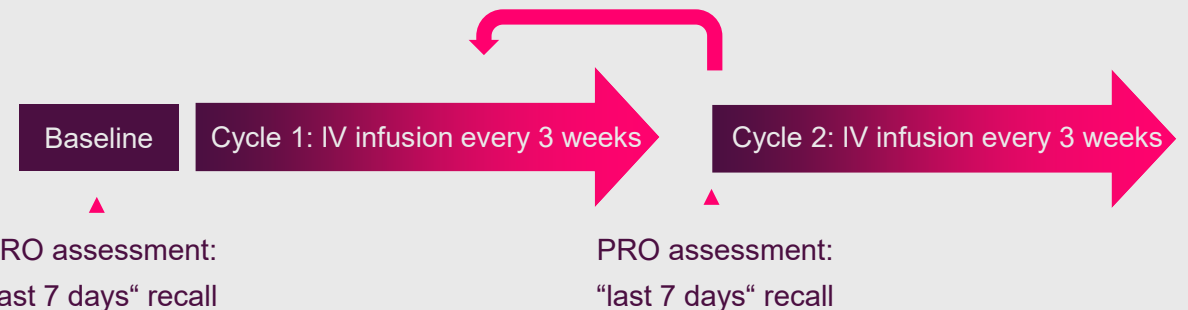 Baseline
Cycle 1: IV infusion every 3 weeks
Cycle 2: IV infusion every 3 weeks
RO assessment:
ast 7 days“ recall
PRO assessment:
“last 7 days“ recall